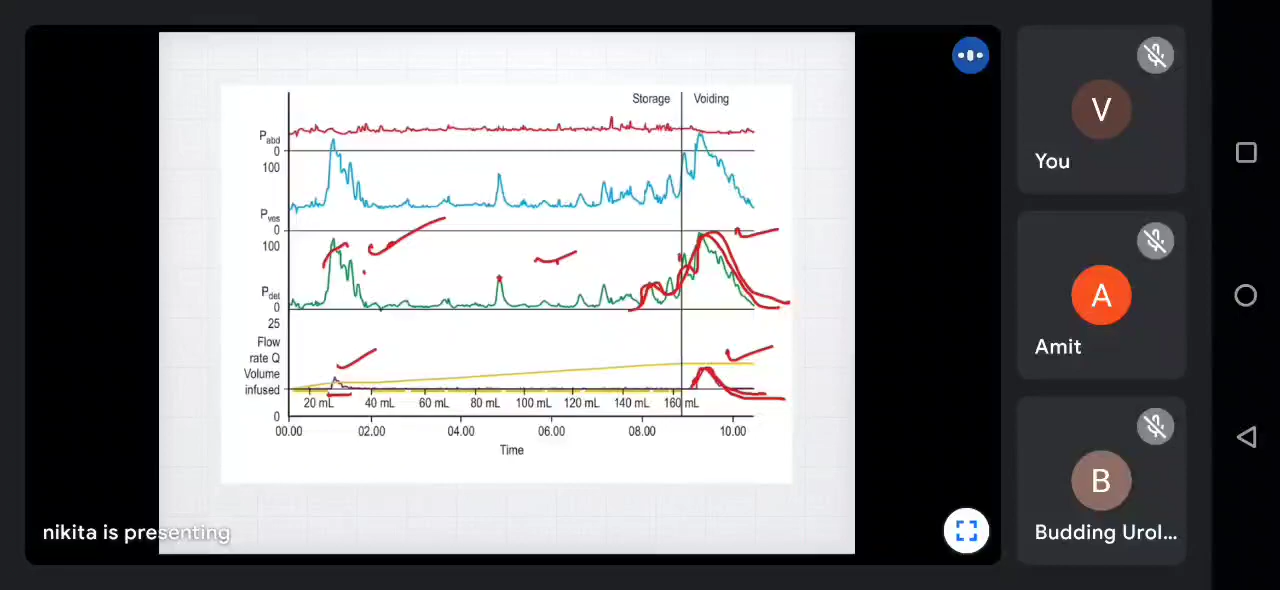 Storage Voiding
Pabd
0
100
Pves
0
100
Pdet
0
25
Flow
rate Q
Volume
infused
20 mL 40 mL 60 mL 80 mL 100 mL 120 mL 140 mL 160 mL
0
00.00 02.00 04.00 06.00 08.00 10.00
Time
nikita is presenting
V
You
A
Amit
B
Budding Urol...